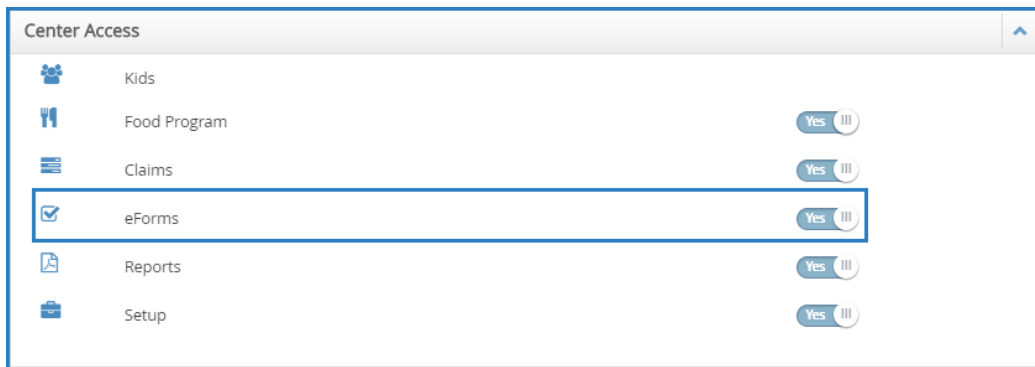 Center Access
Kids
Food Program Yes
Claims Yes
eForms Yes
Reports Yes
Setup Yes